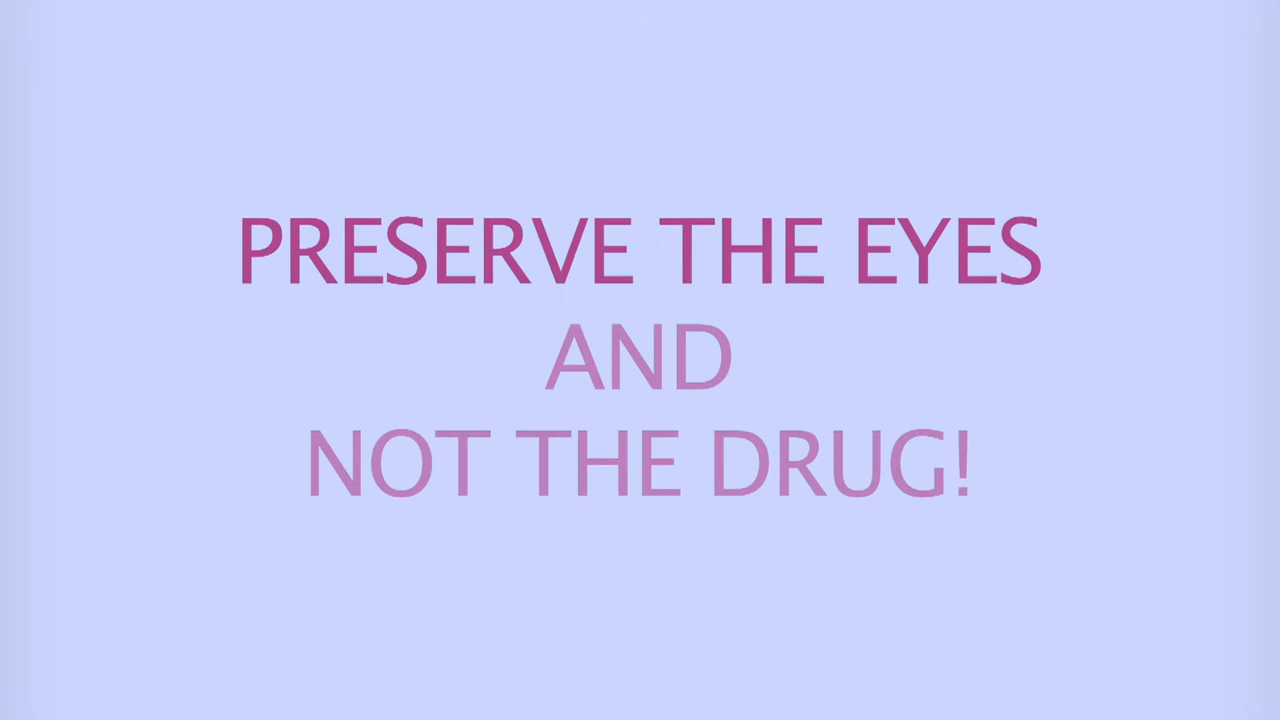 PRESERVE THE EYES
AND
NOT THE DRUG!